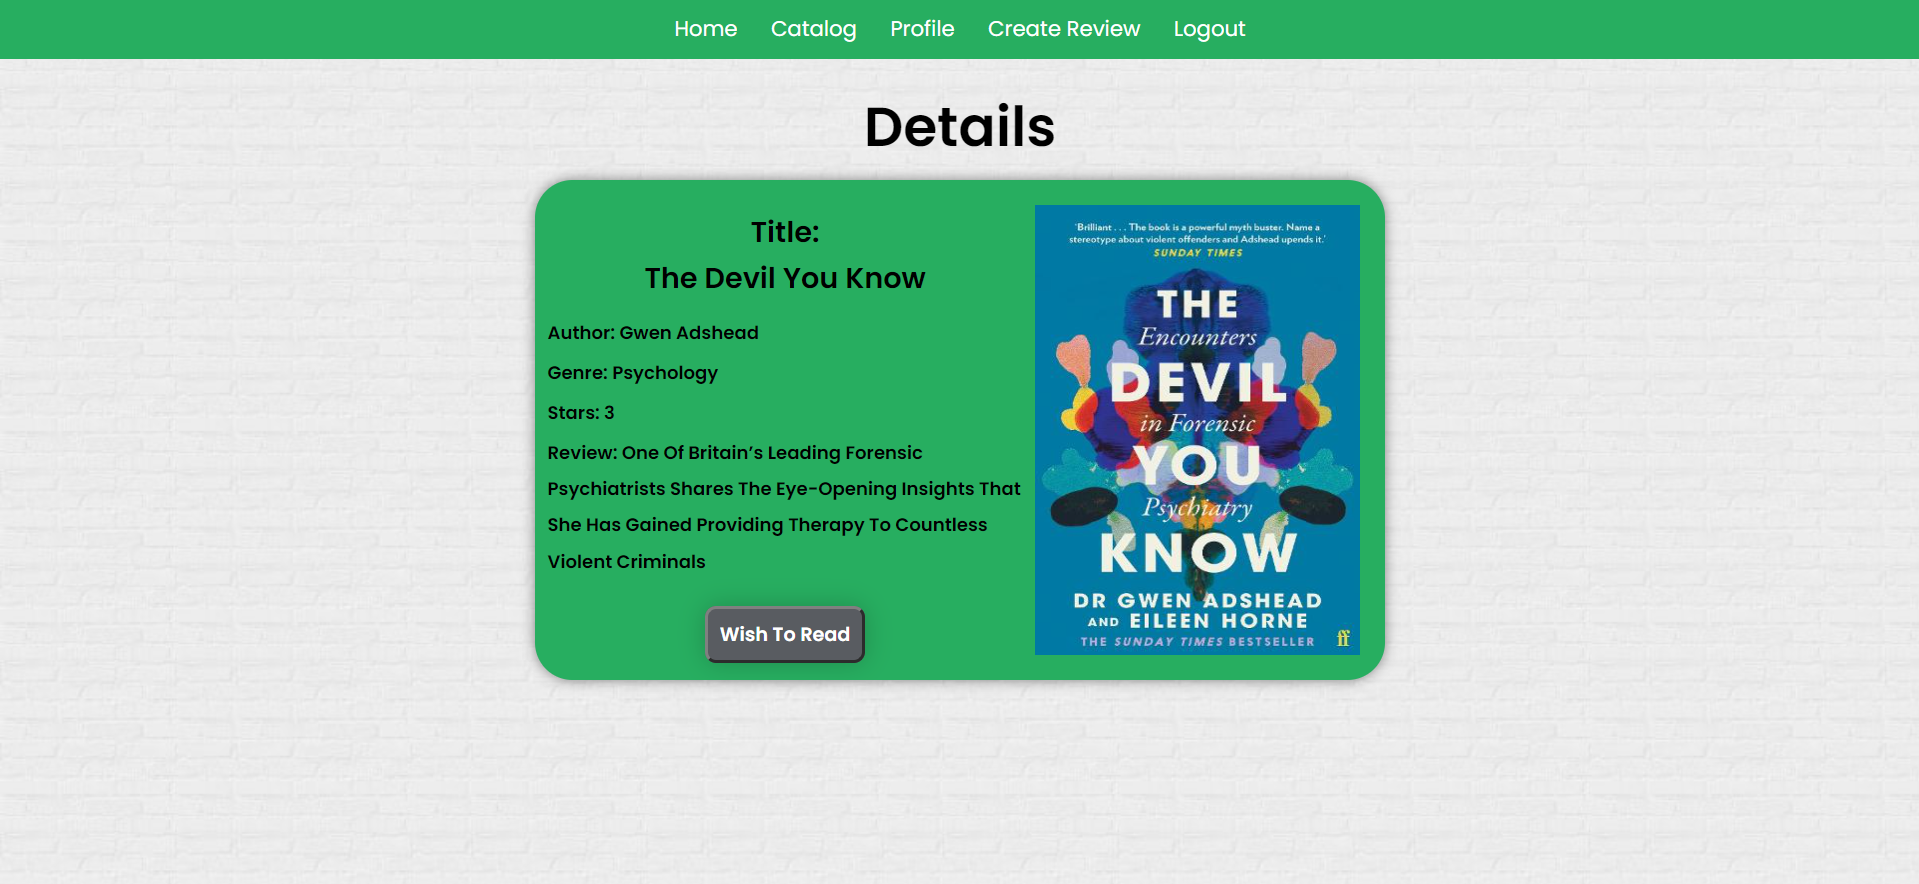 Home Catalog Profile Create Review Logout
Details
Title:
The Devil You Know
Author: Gwen Adshead
Genre: Psychology
Stars: 3
Review: One Of Britain’s Leading Forensic
Psychiatrists Shares The Eye-Opening Insights That
She Has Gained Providing Therapy To Countless
Violent Criminals
Wish To Read
‘Brilliant . . . The book is a powerful myth buster. Name a
stereotype about violent offenders and Adshead upends it.’
SUNDAY TIMES
THE
Encounters
DEVIL
in Forensic
YOU
Psychiatry
KNOW
DR GWEN ADSHEAD
AND EILEEN HORNE
THE SUNDAY TIMES BESTSELLER
ff